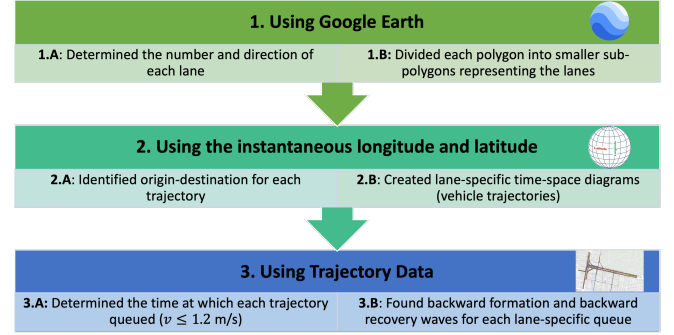 1. Using Google Earth
1.A: Determined the number and direction of
each lane
1.B: Divided each polygon into smaller sub-
polygons representing the lanes
2. Using the instantaneous longitude and latitude
2.A: Identified origin-destination for each
trajectory
2.B: Created lane-specific time-space diagrams
(vehicle trajectories)
3. Using Trajectory Data
3.A: Determined the time at which each trajectory
queued (𝑣 ≤ 1.2 m/s)
3.B: Found backward formation and backward
recovery waves for each lane-specific queue